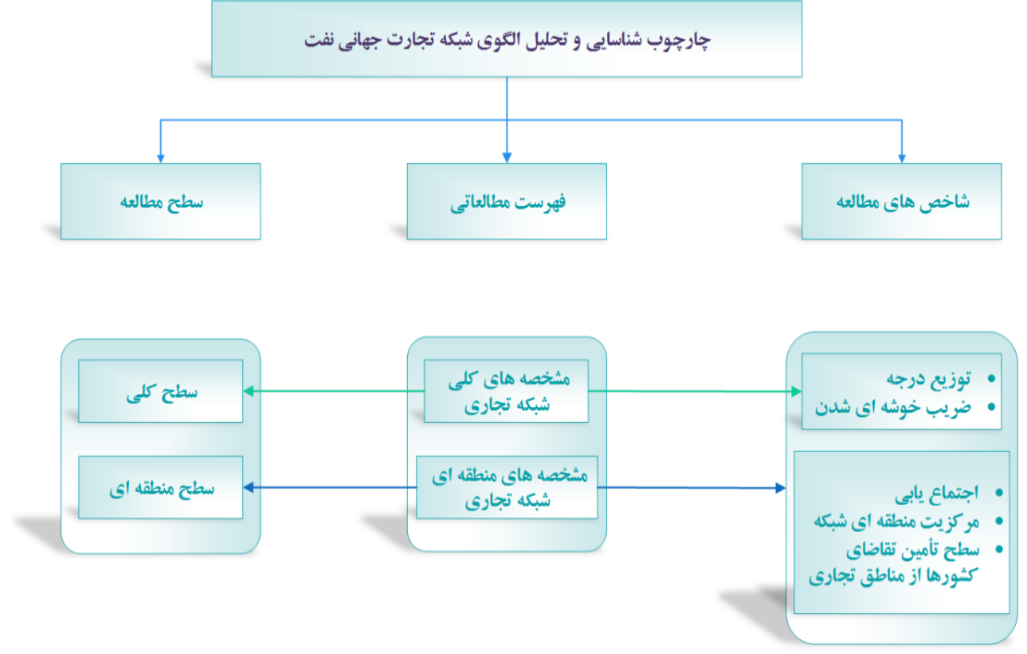 چارچوب شناسایی و تحلیل الگوی شبکه تجارت جهانی نفت
شاخص های مطالعه
فهرست مطالعاتی
سطح مطالعه
• توزیع درجه
• ضریب خوشه ای شدن
مشخصه های کلی
شبکه تجاری
سطح کلی
• اجتماع یابی
• مرکزیت منطقه ای شبکه
• سطح تأمین تقاضای
کشورها از مناطق تجاری
مشخصه های منطقه ای
شبکه تجاری
سطح منطقه ای